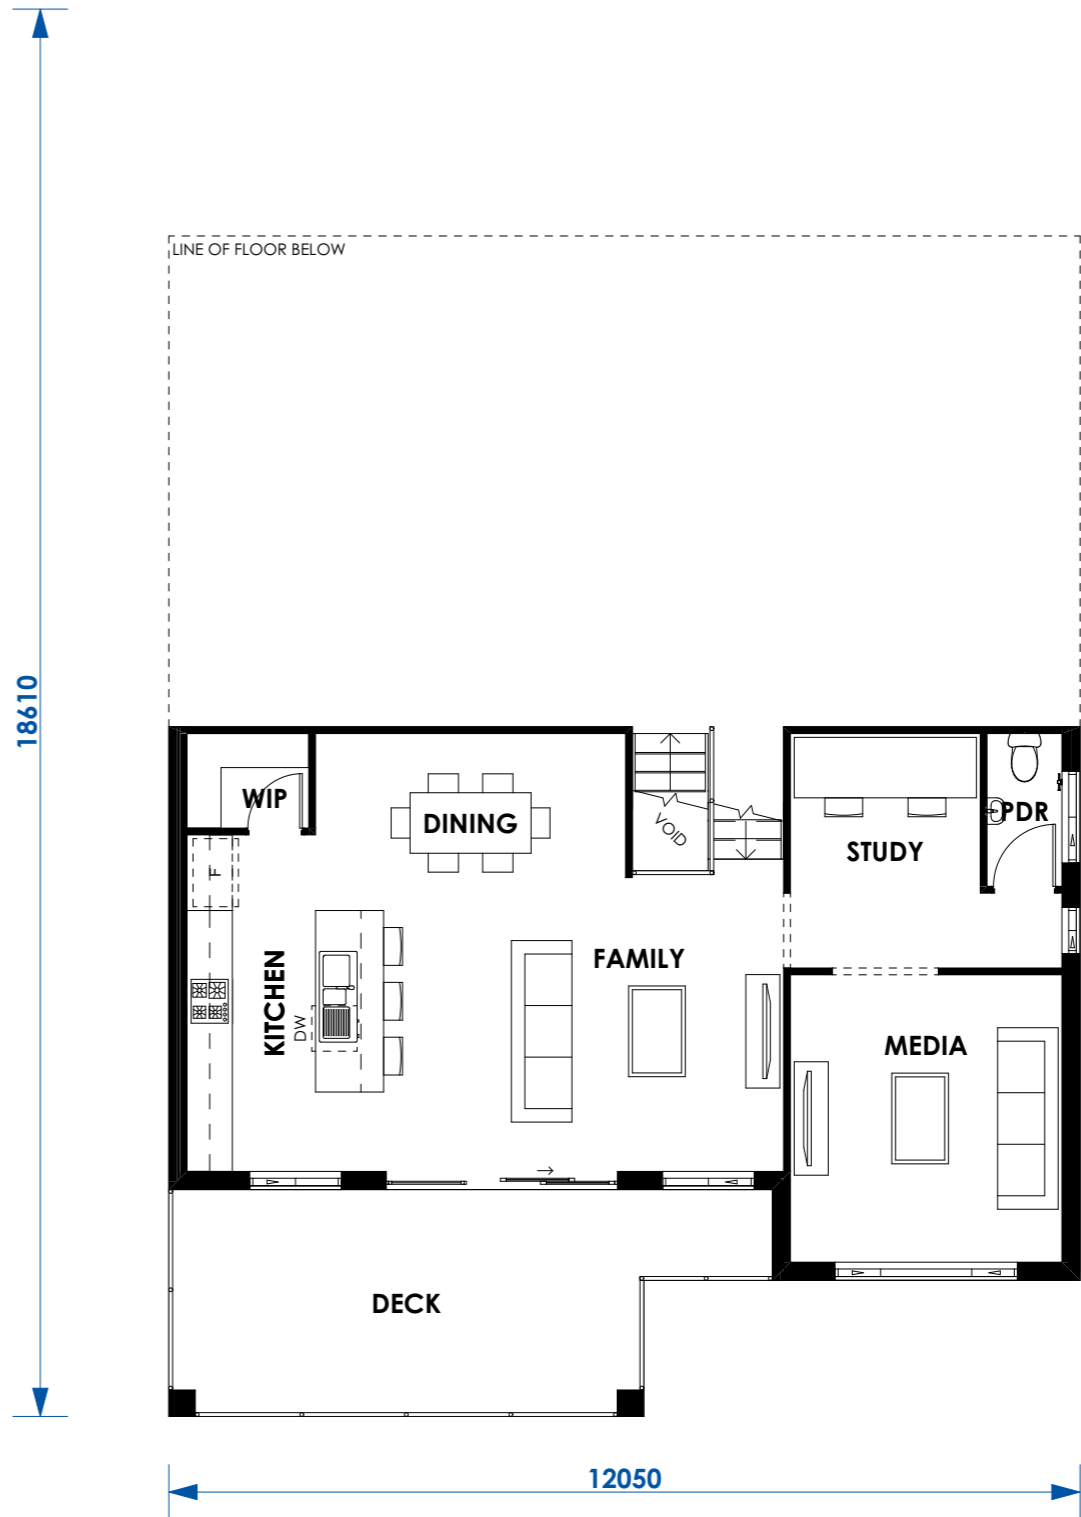 LINE OF FLOOR BELOW
18610
WIP
DINING
VOID
PDR
STUDY
F
FAMILY
KITCHEN
DW
MEDIA
DECK
12050